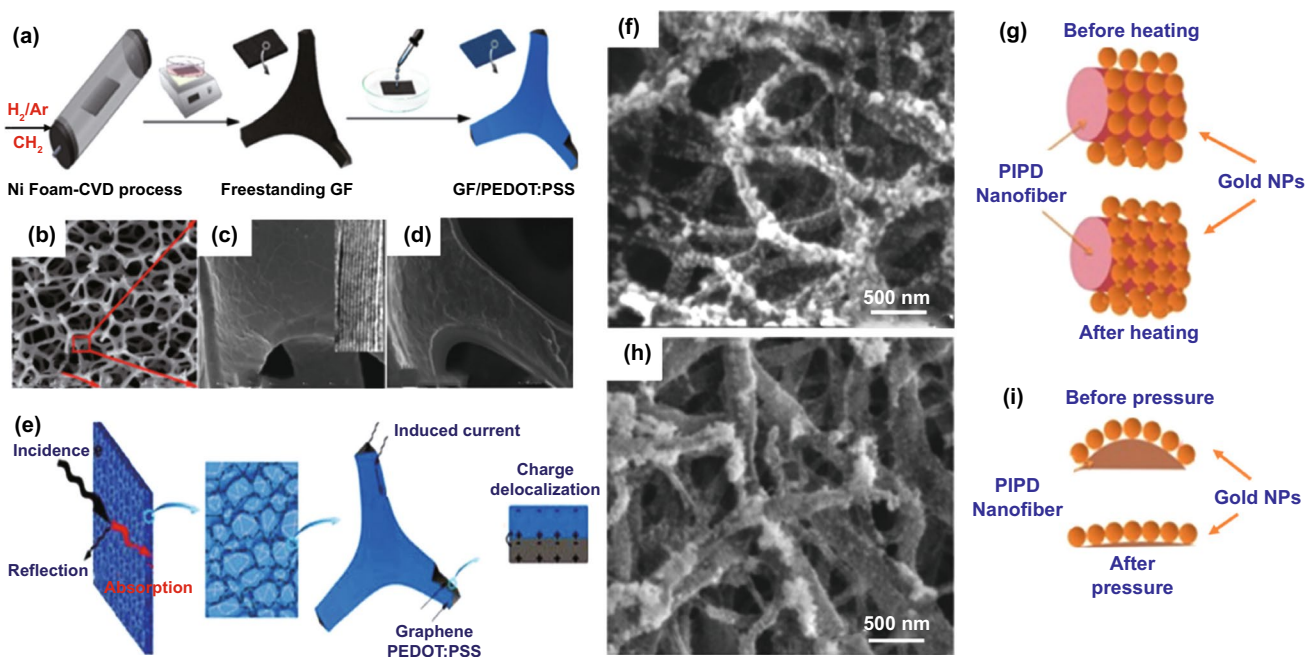 (a)
H2/Ar
CH2
Ni Foam-CVD process
Freestanding GF
GF/PEDOT:PSS
(b)
(c)
(d)
(e)
Incidence
Reflection
Absorption
Induced current
Charge
delocalization
Graphene
PEDOT:PSS
(f)
500 nm
(g)
Before heating
PIPD
Nanofiber
Gold NPs
After heating
(h)
500 nm
(i)
Before pressure
PIPD
Nanofiber
Gold NPs
After
pressure